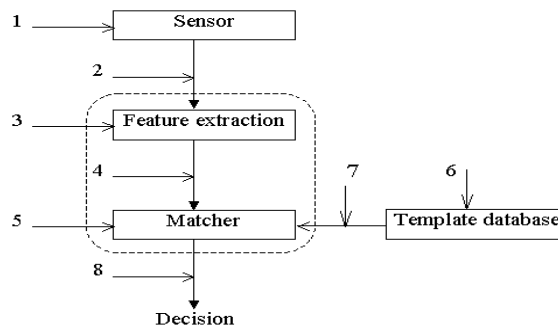 1
Sensor
2
3
Feature extraction
4
7
6
5
Matcher
Template database
8
Decision